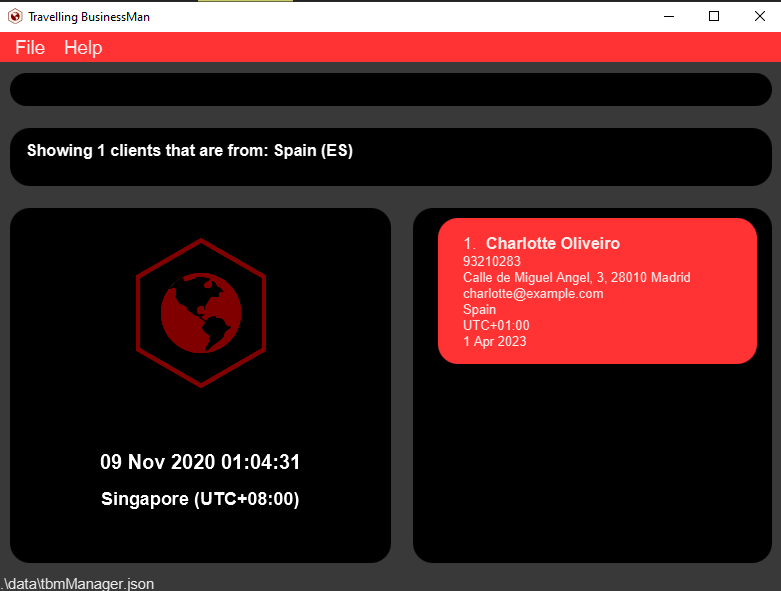 Travelling BusinessMan
File Help
Showing 1 clients that are from: Spain (ES)
09 Nov 2020 01:04:31
Singapore (UTC+08:00)
1. Charlotte Oliveiro
93210283
Calle de Miguel Angel, 3, 28010 Madrid
charlotte@example.com
Spain
UTC+01:00
1 Apr 2023
.\data\tbmManager.json